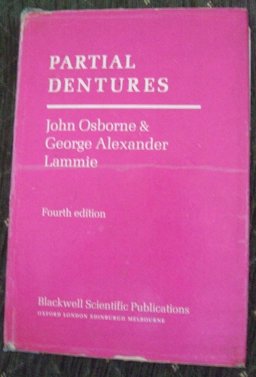 PARTIAL
DENTURES
John Osborne &
George Alexander
Lammie
Fourth edition
Blackwell Scientific Publications
OXFORD LONDON EDINBURGH MELBOURNE